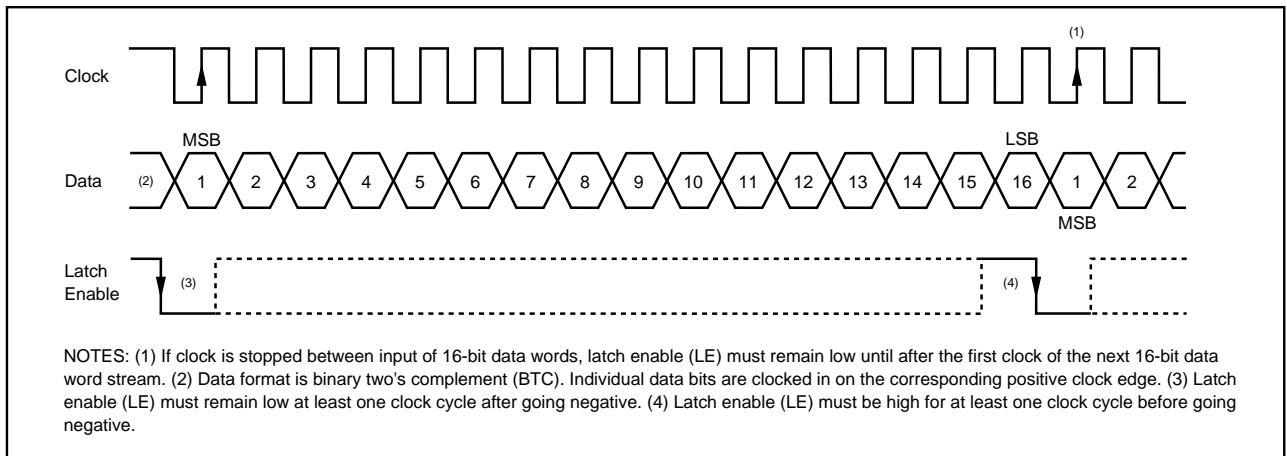 (1)
Clock
MSB
LSB
Data
(2) 1 2 3 4 5 6 7 8 9 10 11 12 13 14 15 16 1 2
MSB
Latch
Enable
(3)
(4)
NOTES: (1) If clock is stopped between input of 16-bit data words, latch enable (LE) must remain low until after the first clock of the next 16-bit data
word stream. (2) Data format is binary two's complement (BTC). Individual data bits are clocked in on the corresponding positive clock edge. (3) Latch
enable (LE) must remain low at least one clock cycle after going negative. (4) Latch enable (LE) must be high for at least one clock cycle before going
negative.